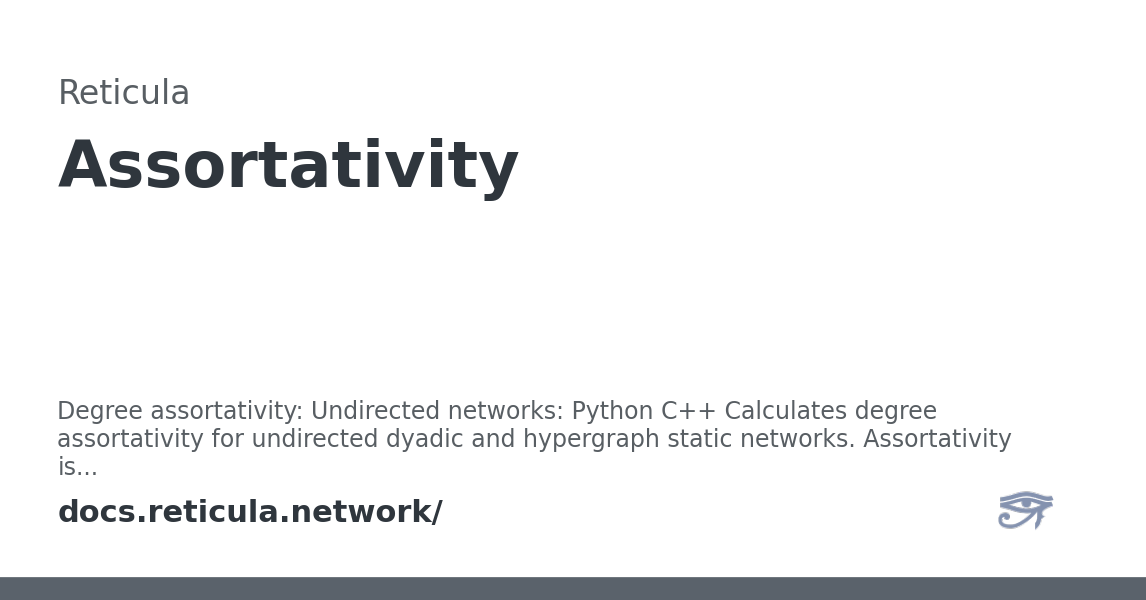 Reticula
Assortativity
Degree assortativity: Undirected networks: Python C++ Calculates degree
assortativity for undirected dyadic and hypergraph static networks. Assortativity
is...
docs.reticula.network/